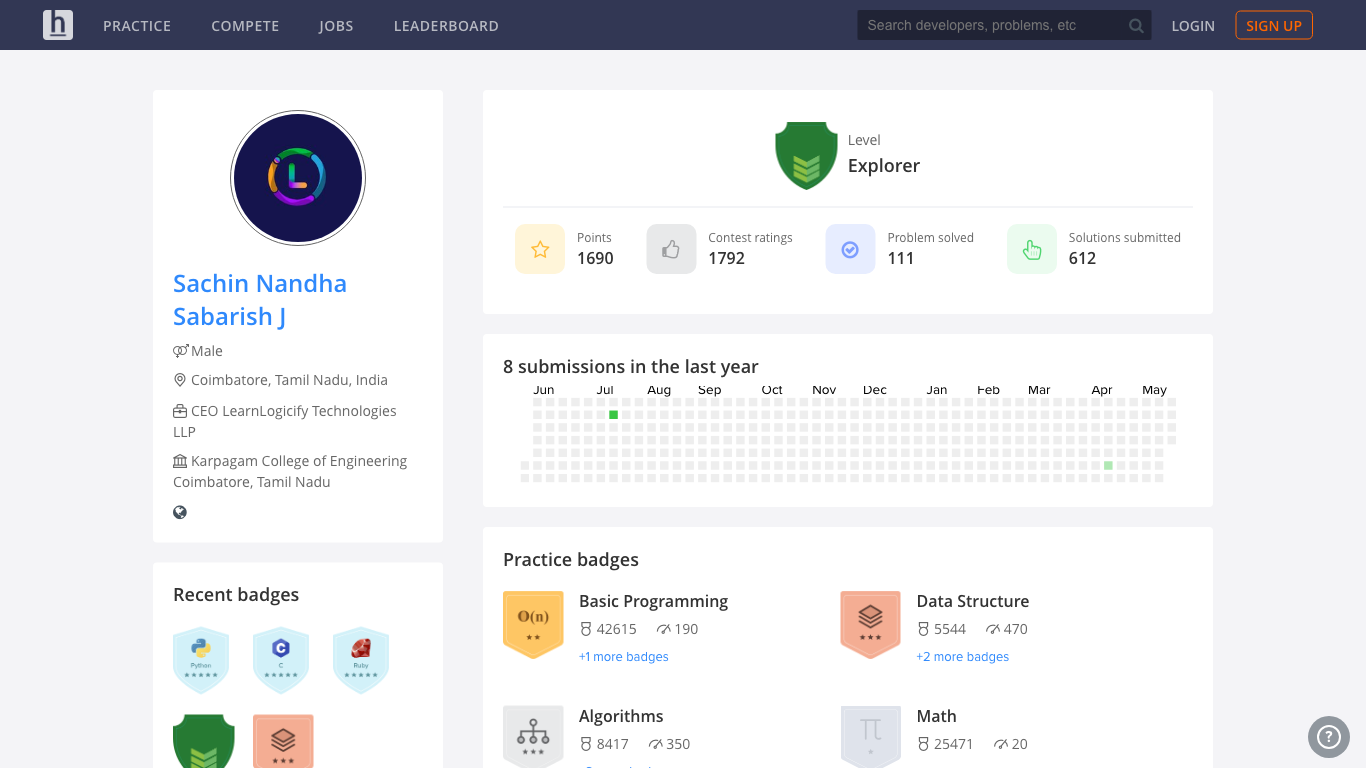 h
PRACTICE COMPETE JOBS LEADERBOARD
Search developers, problems, etc
LOGIN SIGN UP
L
Sachin Nandha
Sabarish J
Male
Coimbatore, Tamil Nadu, India
CEO LearnLogicify Technologies
LLP
Karpagam College of Engineering
Coimbatore, Tamil Nadu
Recent badges
Python
C
Ruby
Level
Explorer
Points
1690
Contest ratings
1792
Problem solved
111
Solutions submitted
612
8 submissions in the last year
Jun Jul Aug Sep Oct Nov Dec Jan Feb Mar Apr May
Practice badges
O(n)
Basic Programming
42615 190
+1 more badges
Data Structure
5544 470
+2 more badges
Algorithms
8417 350
π
Math
25471 20
?